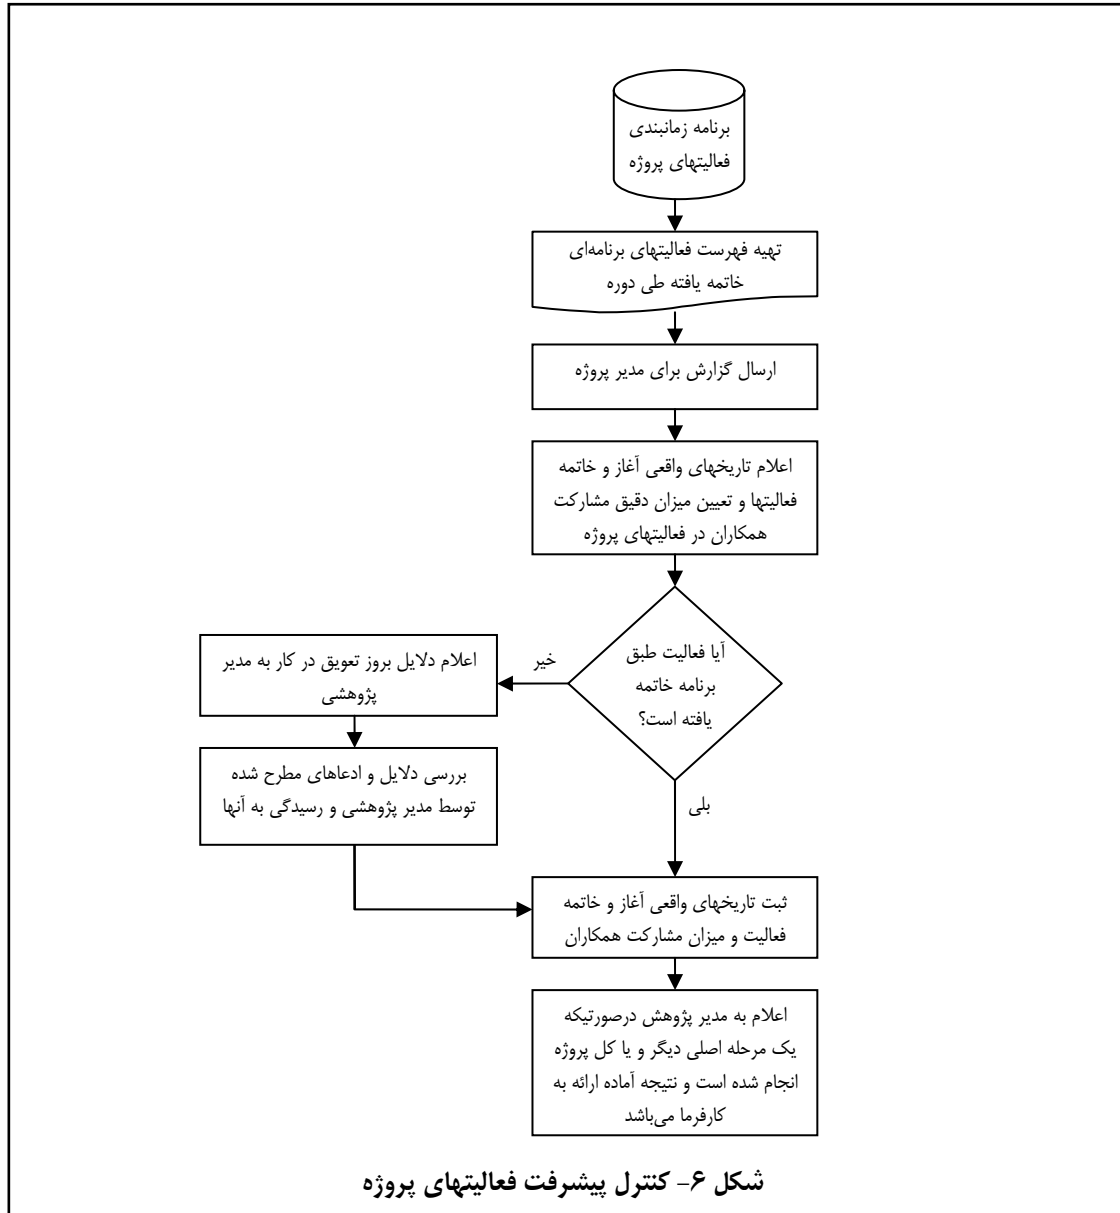 برنامه زمانبندی
فعالیتهای پروژه
تهیه فهرست فعالیتهای برنامه‌ای
خاتمه یافته طی دوره
ارسال گزارش برای مدیر پروژه
اعلام تاریخهای واقعی آغاز و خاتمه
فعالیتها و تعیین میزان دقیق مشارکت
همکاران در فعالیتهای پروژه
آیا فعالیت طبق
برنامه خاتمه
یافته است؟
خیر
اعلام دلایل بروز تعویق در کار به مدیر
پژوهشی
بررسی دلایل و ادعاهای مطرح شده
توسط مدیر پژوهشی و رسیدگی به آنها
بلی
ثبت تاریخهای واقعی آغاز و خاتمه
فعالیت و میزان مشارکت همکاران
اعلام به مدیر پژوهش درصورتیکه
یک مرحله اصلی دیگر و یا کل پروژه
انجام شده است و نتیجه آماده ارائه به
کارفرما می‌باشد
شکل ۶- کنترل پیشرفت فعالیتهای پروژه